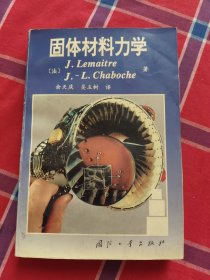 固体材料力学
J. Lemaitre
〔法〕
著
J.-L. Chaboche
余天庆 吴玉树 译
国防工业出版社